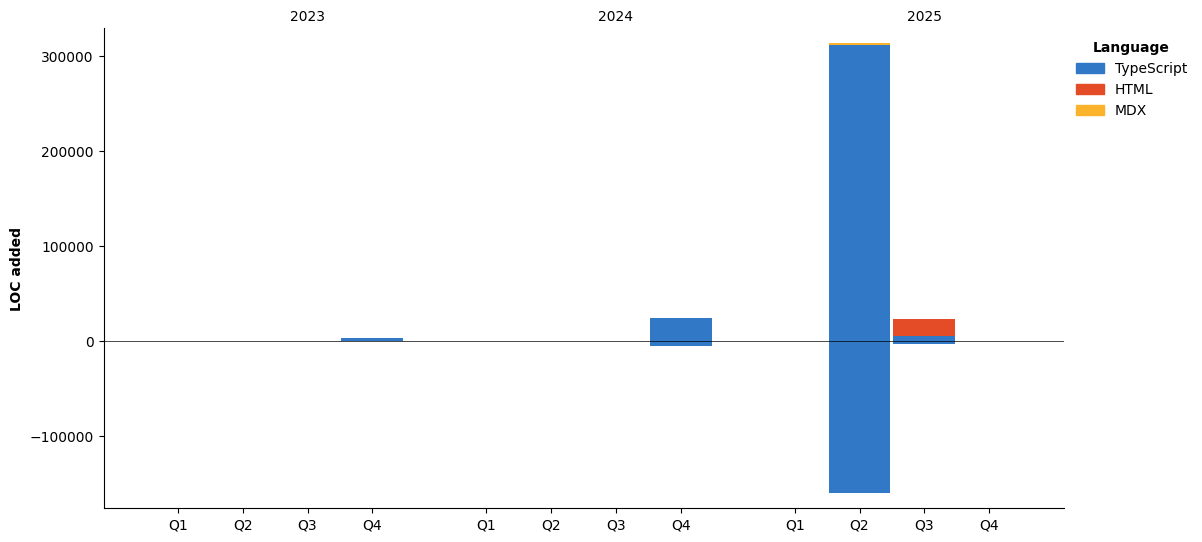 2023 2024 2025
Language
TypeScript
HTML
MDX
LOC added
300000
200000
100000
0
−100000
Q1 Q2 Q3 Q4 Q1 Q2 Q3 Q4 Q1 Q2 Q3 Q4